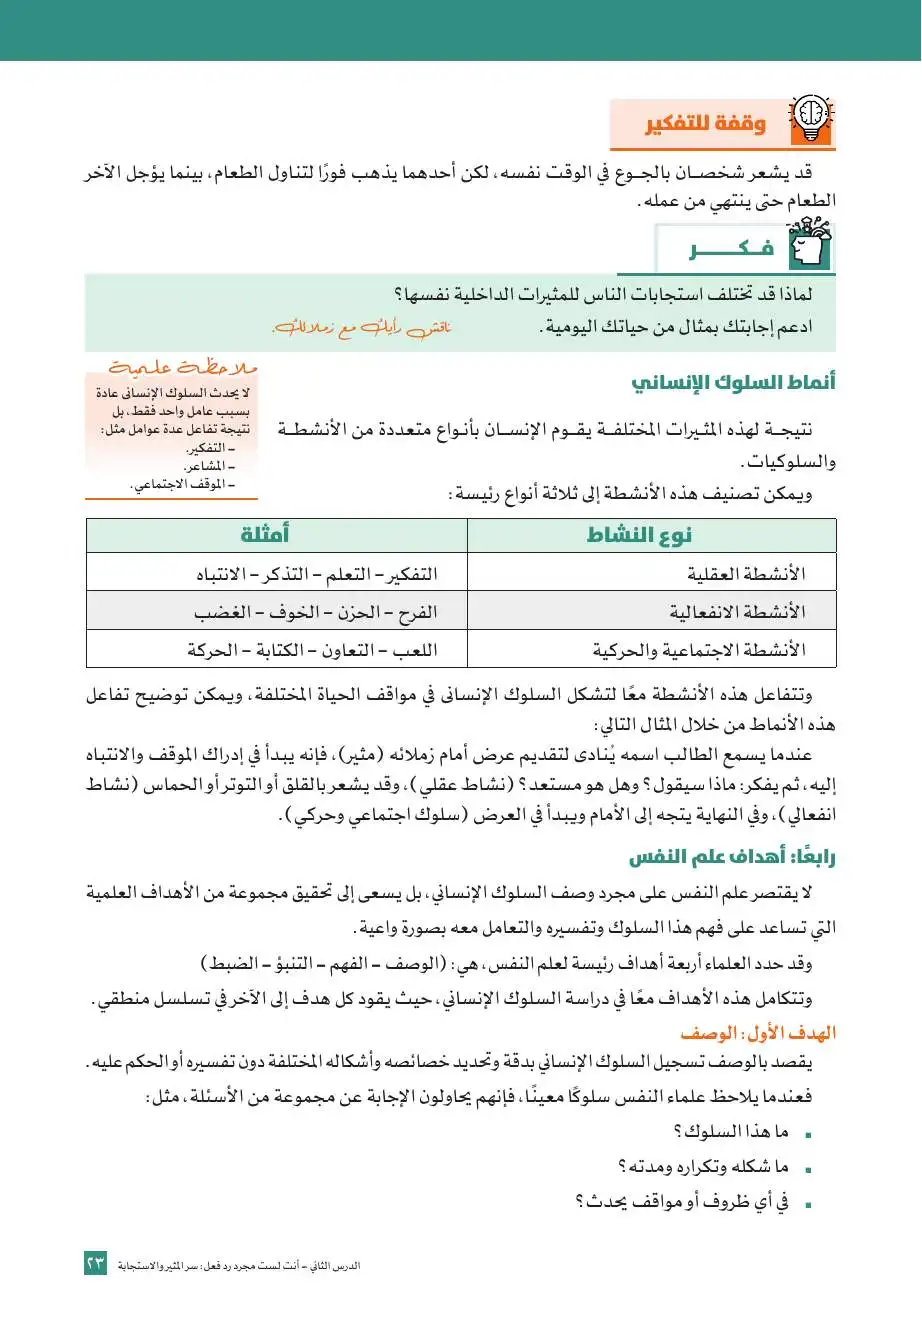 وقفة للتفكير
قد يشعر شخصان بالجوع في الوقت نفسه، لكن أحدهما يذهب فورًا لتناول الطعام، بينما يؤجل الآخر
الطعام حتى ينتهي من عمله.
فكر
لماذا قد تختلف استجابات الناس للمثيرات الداخلية نفسها؟
ادعم إجابتك بمثال من حياتك اليومية. ناقش رأيك مع زملائك.
أنماط السلوك الإنساني
نتيجة لهذه المثيرات المختلفة يقوم الإنسان بأنواع متعددة من الأنشطة
والسلوكيات.
ويمكن تصنيف هذه الأنشطة إلى ثلاثة أنواع رئيسة:
ملاحظة علمية
لا يحدث السلوك الإنسانى عادة
بسبب عامل واحد فقط، بل
نتيجة تفاعل عدة عوامل مثل:
– التفكير.
– المشاعر.
– الموقف الاجتماعي.
نوع النشاط أمثلة
الأنشطة العقلية التفكير – التعلم – التذكر – الانتباه
الأنشطة الانفعالية الفرح – الحزن – الخوف – الغضب
الأنشطة الاجتماعية والحركية اللعب – التعاون – الكتابة – الحركة
وتتفاعل هذه الأنشطة معًا لتشكل السلوك الإنسانى في مواقف الحياة المختلفة، ويمكن توضيح تفاعل
هذه الأنماط من خلال المثال التالي:
عندما يسمع الطالب اسمه يُنادى لتقديم عرض أمام زملائه (مثير)، فإنه يبدأ في إدراك الموقف والانتباه
إليه، ثم يفكر: ماذا سيقول؟ وهل هو مستعد؟ (نشاط عقلي)، وقد يشعر بالقلق أو التوتر أو الحماس (نشاط
انفعالي)، وفي النهاية يتجه إلى الأمام ويبدأ في العرض (سلوك اجتماعي وحركي).
رابعًا: أهداف علم النفس
لا يقتصر علم النفس على مجرد وصف السلوك الإنساني، بل يسعى إلى تحقيق مجموعة من الأهداف العلمية
التي تساعد على فهم هذا السلوك وتفسيره والتعامل معه بصورة واعية.
وقد حدد العلماء أربعة أهداف رئيسة لعلم النفس، هي: (الوصف – الفهم – التنبؤ – الضبط)
وتتكامل هذه الأهداف معًا في دراسة السلوك الإنساني، حيث يقود كل هدف إلى الآخر في تسلسل منطقي.
الهدف الأول: الوصف
يقصد بالوصف تسجيل السلوك الإنساني بدقة وتحديد خصائصه وأشكاله المختلفة دون تفسيره أو الحكم عليه.
فعندما يلاحظ علماء النفس سلوكًا معينًا، فإنهم يحاولون الإجابة عن مجموعة من الأسئلة، مثل:
▪ ما هذا السلوك؟
▪ ما شكله وتكراره ومدته؟
▪ في أي ظروف أو مواقف يحدث؟
الدرس الثاني – أنت لست مجرد رد فعل: سر المثير والاستجابة ٢٣